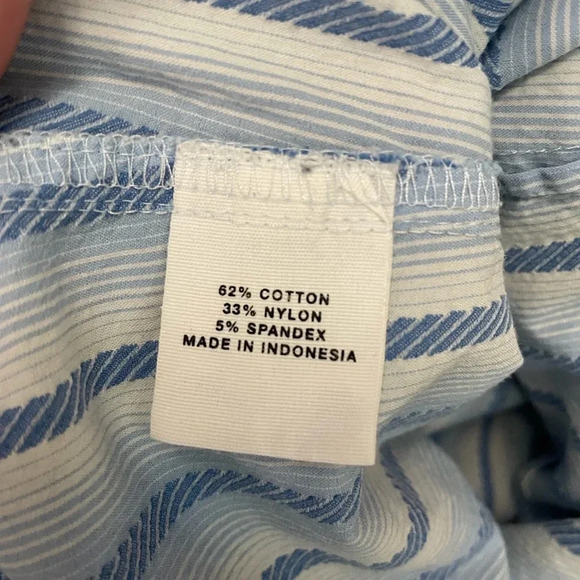 62% COTTON
33% NYLON
5% SPANDEX
MADE IN INDONESIA